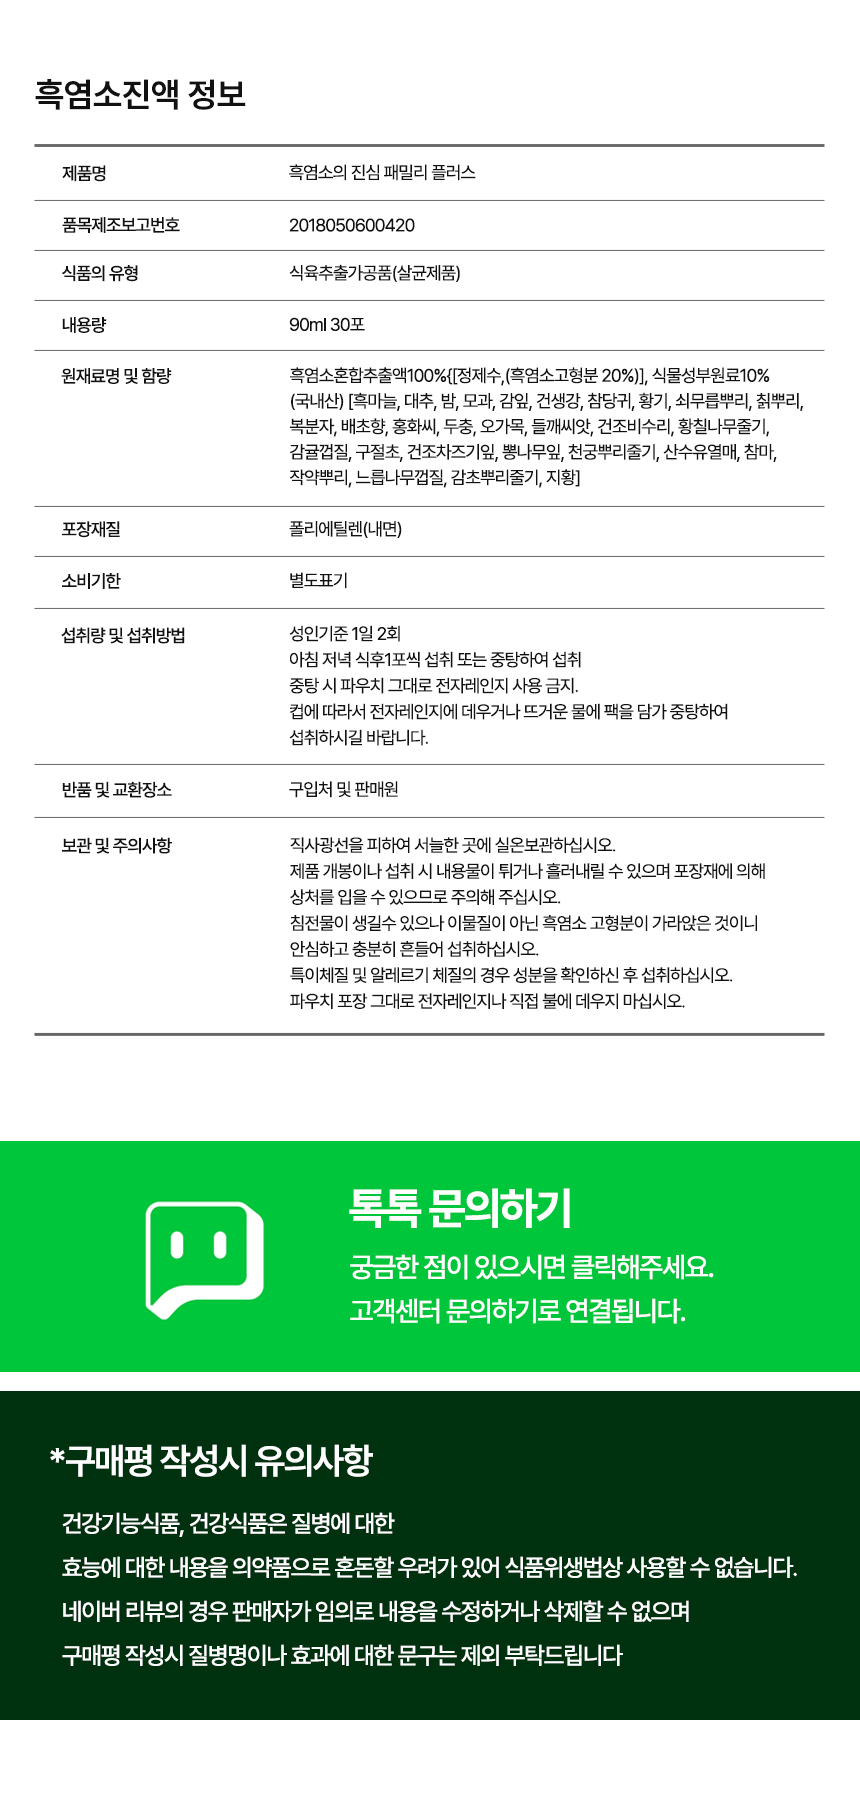 흑염소진액 정보
제품명 흑염소의 진심 패밀리 플러스
품목제조보고번호 2018050600420
식품의 유형 식육추출가공품(살균제품)
내용량 90ml 30포
원재료명 및 함량 흑염소혼합추출액100%{[정제수,(흑염소고형분 20%)], 식물성부원료10%
(국내산) [흑마늘, 대추, 밤, 모과, 감잎, 건생강, 참당귀, 황기, 쇠무릅뿌리, 칡뿌리,
복분자, 배초향, 홍화씨, 두충, 오가목, 들깨씨앗, 건조비수리, 황칠나무줄기,
감귤껍질, 구절초, 건조차즈기잎, 뽕나무잎, 천궁뿌리줄기, 산수유열매, 참마,
작약뿌리, 느릅나무껍질, 감초뿌리줄기, 지황]
포장재질 폴리에틸렌(내면)
소비기한 별도표기
섭취량 및 섭취방법 성인기준 1일 2회
아침 저녁 식후1포씩 섭취 또는 중탕하여 섭취
중탕 시 파우치 그대로 전자레인지 사용 금지.
컵에 따라서 전자레인지에 데우거나 뜨거운 물에 팩을 담가 중탕하여
섭취하시길 바랍니다.
반품 및 교환장소 구입처 및 판매원
보관 및 주의사항 직사광선을 피하여 서늘한 곳에 실온보관하십시오.
제품 개봉이나 섭취 시 내용물이 튀거나 흘러내릴 수 있으며 포장재에 의해
상처를 입을 수 있으므로 주의해 주십시오.
침전물이 생길수 있으나 이물질이 아닌 흑염소 고형분이 가라앉은 것이니
안심하고 충분히 흔들어 섭취하십시오.
특이체질 및 알레르기 체질의 경우 성분을 확인하신 후 섭취하십시오.
파우치 포장 그대로 전자레인지나 직접 불에 데우지 마십시오.
톡톡 문의하기
궁금한 점이 있으시면 클릭해주세요.
고객센터 문의하기로 연결됩니다.
*구매평 작성시 유의사항
건강기능식품, 건강식품은 질병에 대한
효능에 대한 내용을 의약품으로 혼돈할 우려가 있어 식품위생법상 사용할 수 없습니다.
네이버 리뷰의 경우 판매자가 임의로 내용을 수정하거나 삭제할 수 없으며
구매평 작성시 질병명이나 효과에 대한 문구는 제외 부탁드립니다